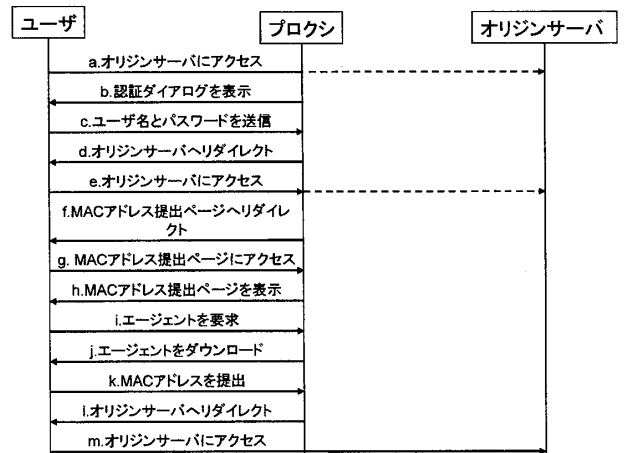 ユーザ
プロクシ
オリジンサーバ
a.オリジンサーバにアクセス
b.認証ダイアログを表示
c.ユーザ名とパスワードを送信
d.オリジンサーバへリダイレクト
e.オリジンサーバにアクセス
f.MACアドレス提出ページへリダイレ
クト
g. MACアドレス提出ページにアクセス
h.MACアドレス提出ページを表示
i.エージェントを要求
j.エージェントをダウンロード
k.MACアドレスを提出
l.オリジンサーバへリダイレクト
m.オリジンサーバにアクセス